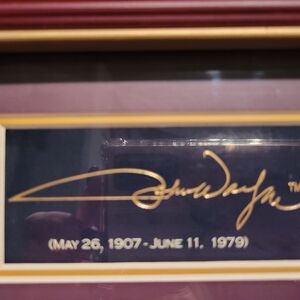 John Wayne™
(MAY 26, 1907 - JUNE 11, 1979)